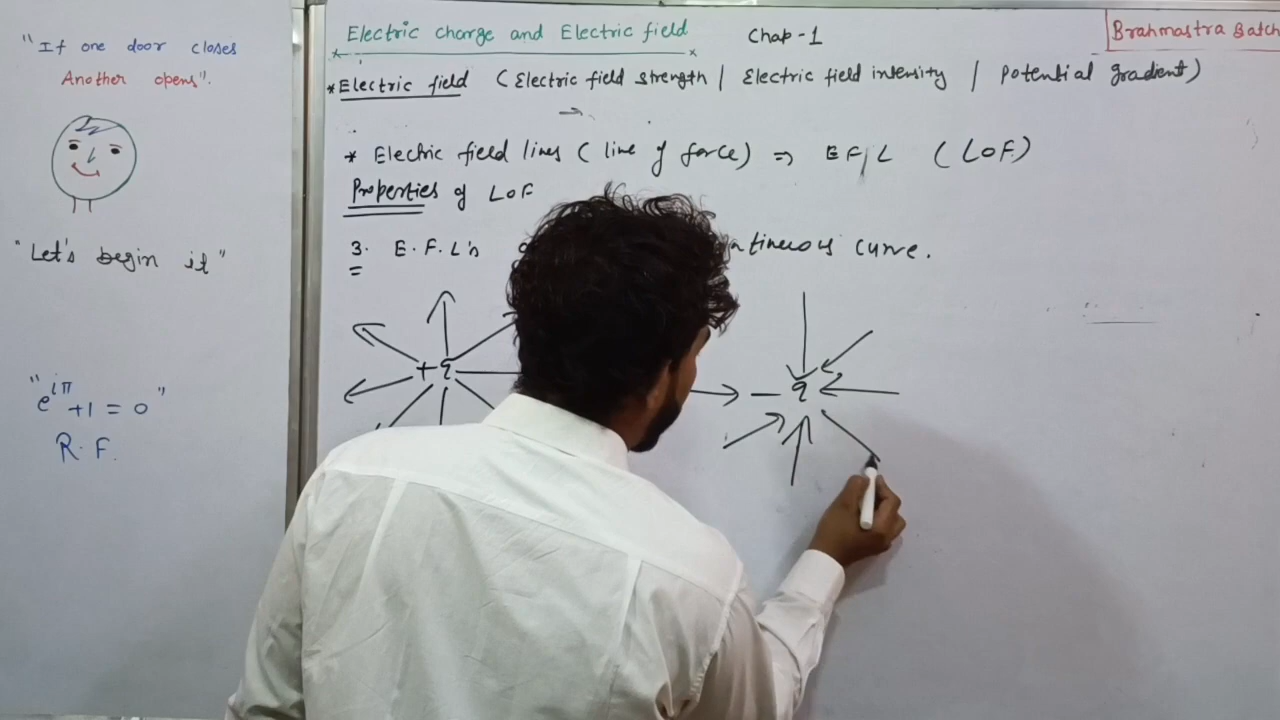 "If one door closes
Another opens".
"Let's begin it"
"e^iπ +1 = 0"
R. F.
Electric charge and Electric field Chap-1
Brahmastra Batch
* Electric field (Electric field strength / Electric field intensity / Potential gradient)
* Electric field lines (line of force) ⇒ E F L (LOF)
Properties of LOF
3. E.F.L's curve.
+q
-q